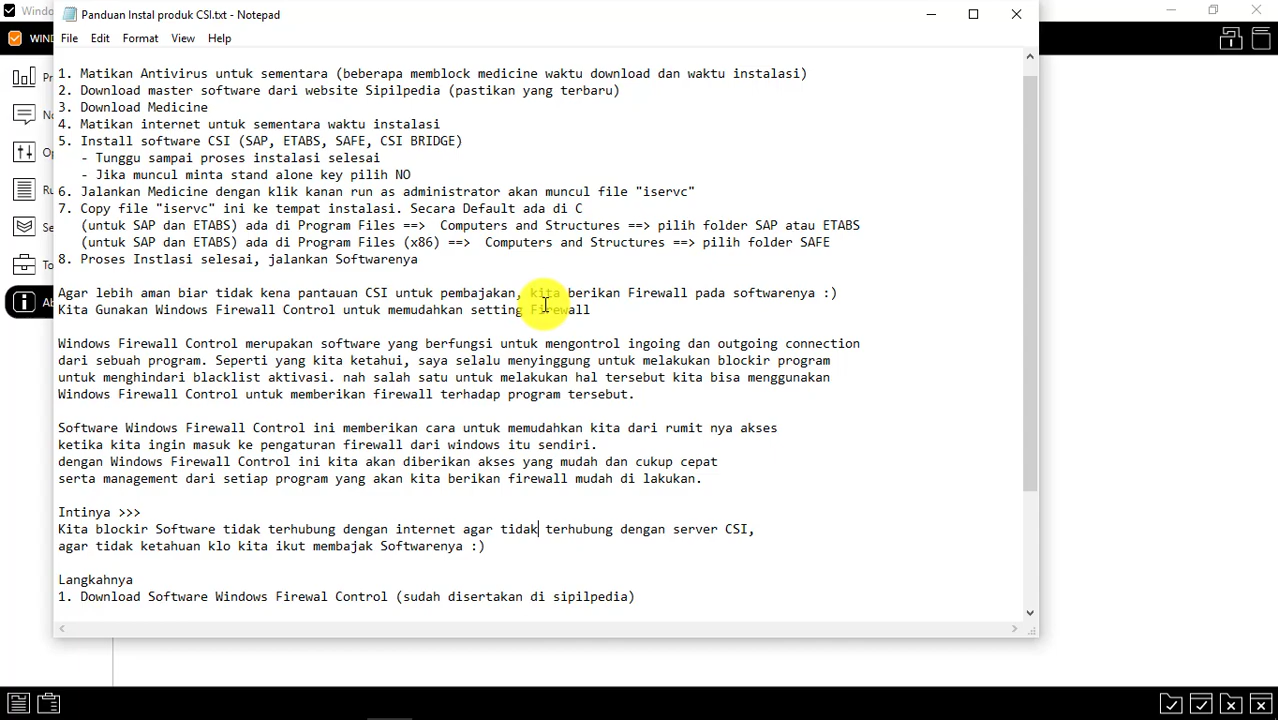 Windo
Panduan Instal produk CSI.txt - Notepad
WIND
File Edit Format View Help
1. Matikan Antivirus untuk sementara (beberapa memblock medicine waktu download dan waktu instalasi)
2. Download master software dari website Sipilpedia (pastikan yang terbaru)
3. Download Medicine
4. Matikan internet untuk sementara waktu instalasi
5. Install software CSI (SAP, ETABS, SAFE, CSI BRIDGE)
- Tunggu sampai proses instalasi selesai
- Jika muncul minta stand alone key pilih NO
6. Jalankan Medicine dengan klik kanan run as administrator akan muncul file "iservc"
7. Copy file "iservc" ini ke tempat instalasi. Secara Default ada di C
(untuk SAP dan ETABS) ada di Program Files ==> Computers and Structures ==> pilih folder SAP atau ETABS
(untuk SAP dan ETABS) ada di Program Files (x86) ==> Computers and Structures ==> pilih folder SAFE
8. Proses Instlasi selesai, jalankan Softwarenya
Agar lebih aman biar tidak kena pantauan CSI untuk pembajakan, kita berikan Firewall pada softwarenya :)
Kita Gunakan Windows Firewall Control untuk memudahkan setting Firewall
Windows Firewall Control merupakan software yang berfungsi untuk mengontrol ingoing dan outgoing connection
dari sebuah program. Seperti yang kita ketahui, saya selalu menyinggung untuk melakukan blockir program
untuk menghindari blacklist aktivasi. nah salah satu untuk melakukan hal tersebut kita bisa menggunakan
Windows Firewall Control untuk memberikan firewall terhadap program tersebut.
Software Windows Firewall Control ini memberikan cara untuk memudahkan kita dari rumit nya akses
ketika kita ingin masuk ke pengaturan firewall dari windows itu sendiri.
dengan Windows Firewall Control ini kita akan diberikan akses yang mudah dan cukup cepat
serta management dari setiap program yang akan kita berikan firewall mudah di lakukan.
Intinya >>>
Kita blockir Software tidak terhubung dengan internet agar tidak terhubung dengan server CSI,
agar tidak ketahuan klo kita ikut membajak Softwarenya :)
Langkahnya
1. Download Software Windows Firewal Control (sudah disertakan di sipilpedia)
Pr
No
Op
Ru
Se
To
Ab